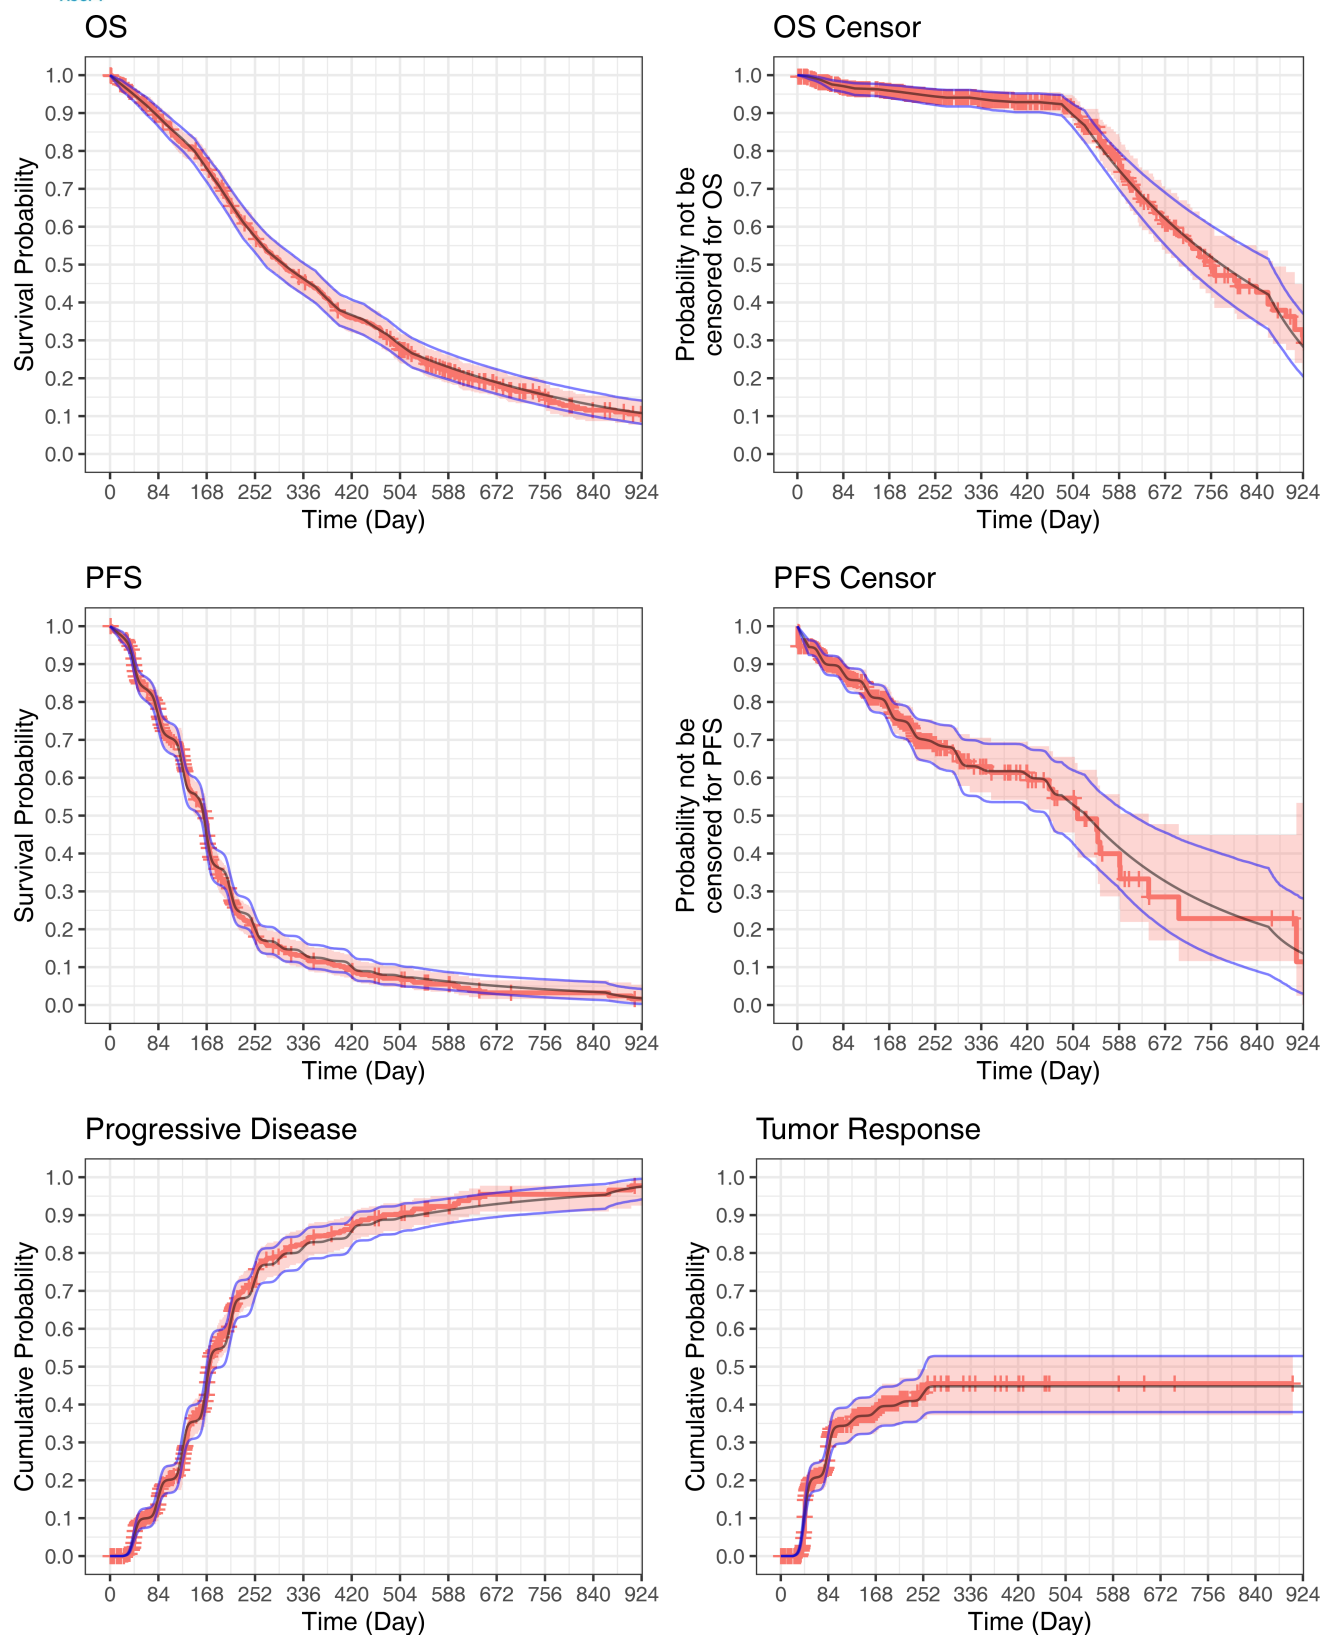 OS
OS Censor
1.0
0.9
0.8
0.7
0.6
0.5
0.4
0.3
0.2
0.1
0.0
Survival Probability
0 84 168 252 336 420 504 588 672 756 840 924
Time (Day)
1.0
0.9
0.8
0.7
0.6
0.5
0.4
0.3
0.2
0.1
0.0
Probability not be
censored for OS
0 84 168 252 336 420 504 588 672 756 840 924
Time (Day)
PFS
PFS Censor
1.0
0.9
0.8
0.7
0.6
0.5
0.4
0.3
0.2
0.1
0.0
Survival Probability
0 84 168 252 336 420 504 588 672 756 840 924
Time (Day)
1.0
0.9
0.8
0.7
0.6
0.5
0.4
0.3
0.2
0.1
0.0
Probability not be
censored for PFS
0 84 168 252 336 420 504 588 672 756 840 924
Time (Day)
Progressive Disease
Tumor Response
1.0
0.9
0.8
0.7
0.6
0.5
0.4
0.3
0.2
0.1
0.0
Cumulative Probability
0 84 168 252 336 420 504 588 672 756 840 924
Time (Day)
1.0
0.9
0.8
0.7
0.6
0.5
0.4
0.3
0.2
0.1
0.0
Cumulative Probability
0 84 168 252 336 420 504 588 672 756 840 924
Time (Day)